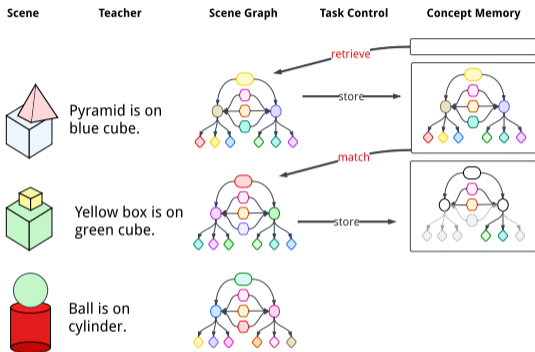 Scene Teacher Scene Graph Task Control Concept Memory
retrieve
store
Pyramid is on
blue cube.
match
Yellow box is on
green cube.
store
Ball is on
cylinder.